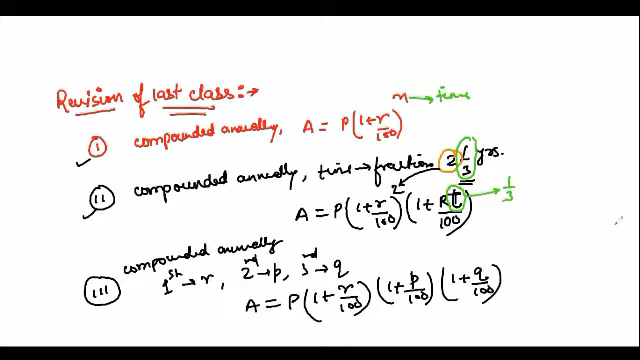 Revision of last class:→
n → time
(i) compounded annually, A = P(1+r/100)^n
(ii) compounded annually, time → fraction 2 1/3 yrs.
A = P(1+r/100)^2 (1+Rt/100) → 1/3
(iii) compounded annually
1st → r, 2nd → p, 3rd → q
A = P(1+r/100)(1+p/100)(1+q/100)